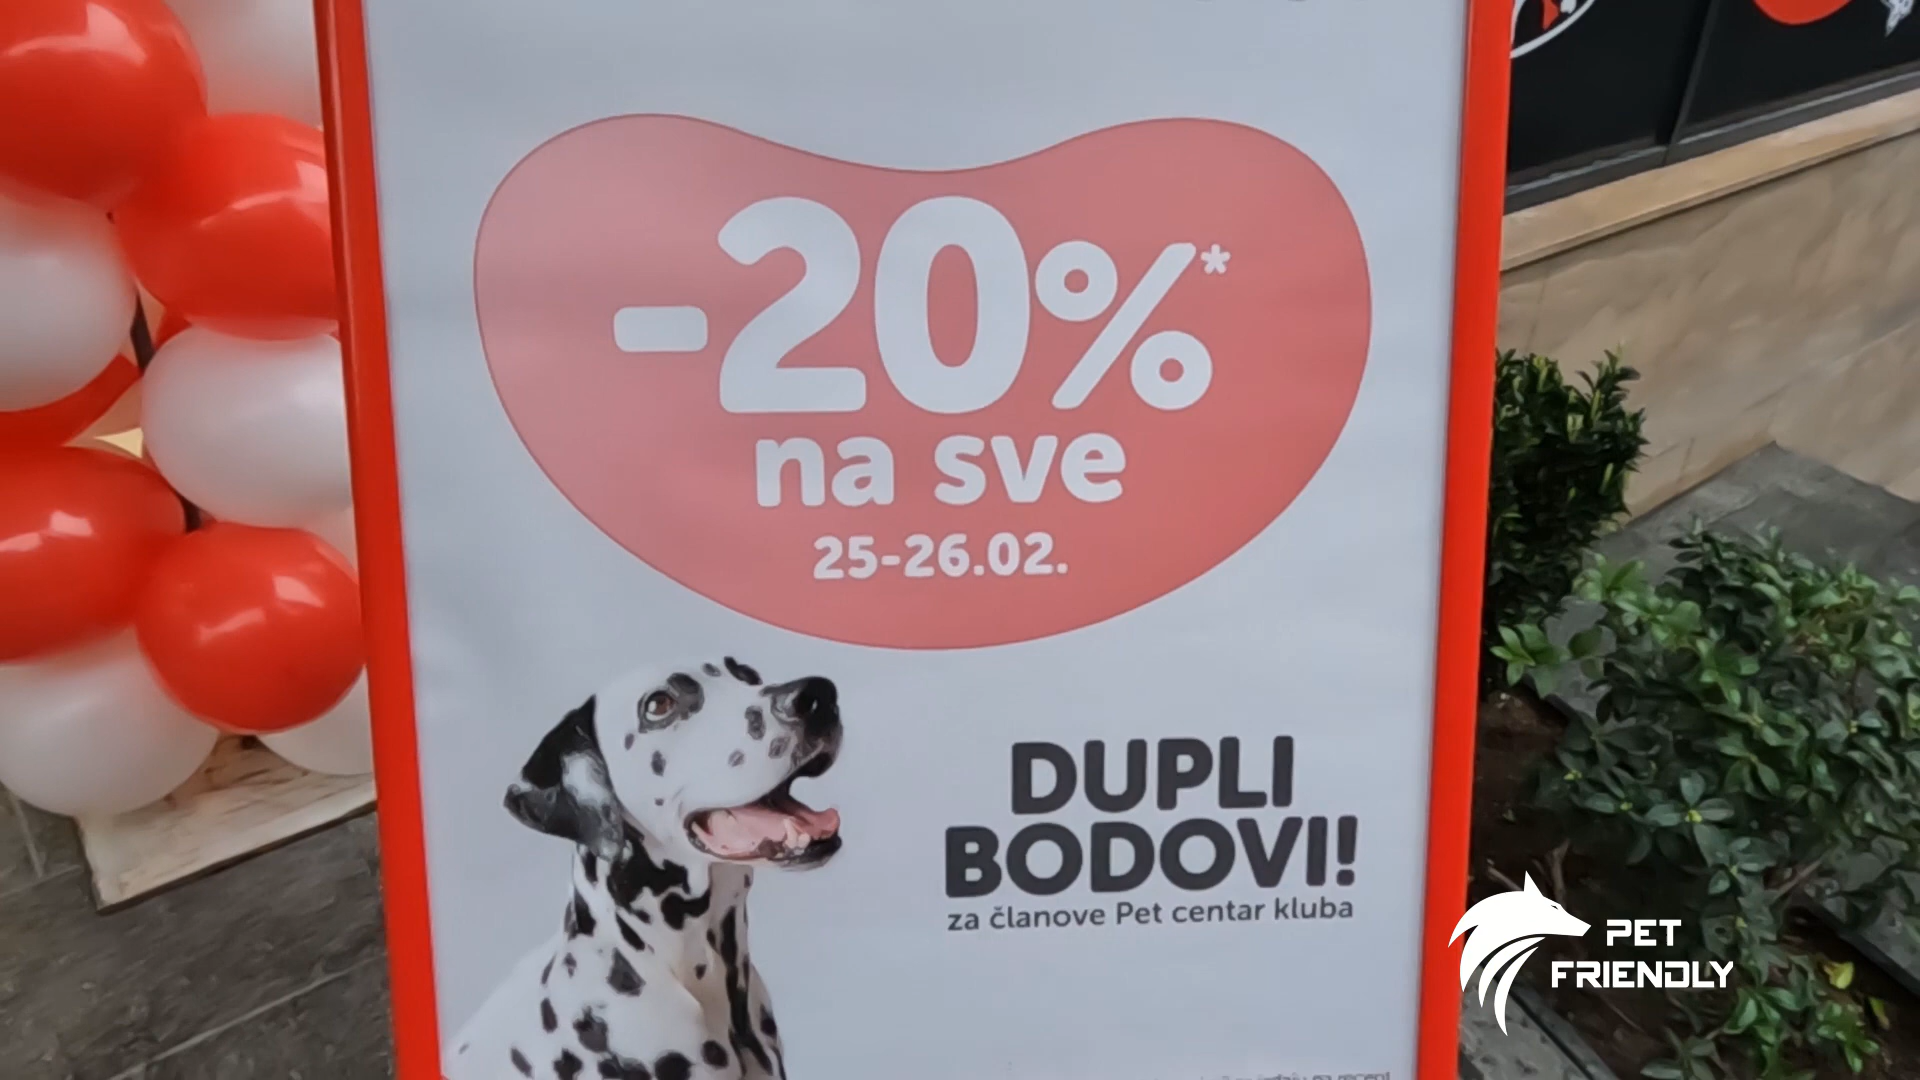 -20%*
na sve
25-26.02.
DUPLI
BODOVI!
za članove Pet centar kluba
PET
FRIENDLY